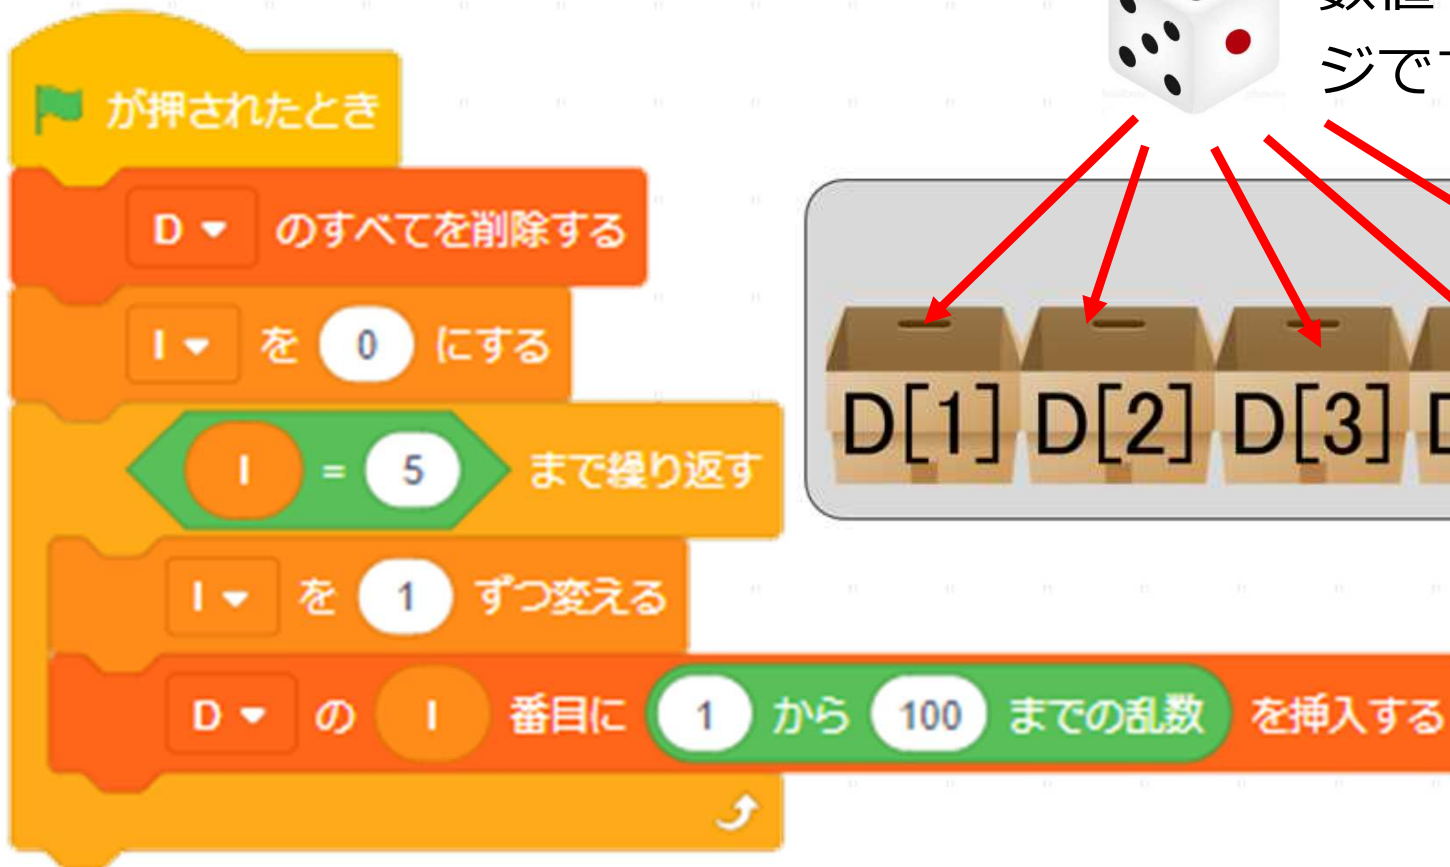 が押されたとき
D のすべてを削除する
I を 0 にする
I = 5 まで繰り返す
I を 1 ずつ変える
D の I 番目に 1 から 100 までの乱数 を挿入する
ジで
D[1] D[2] D[3]